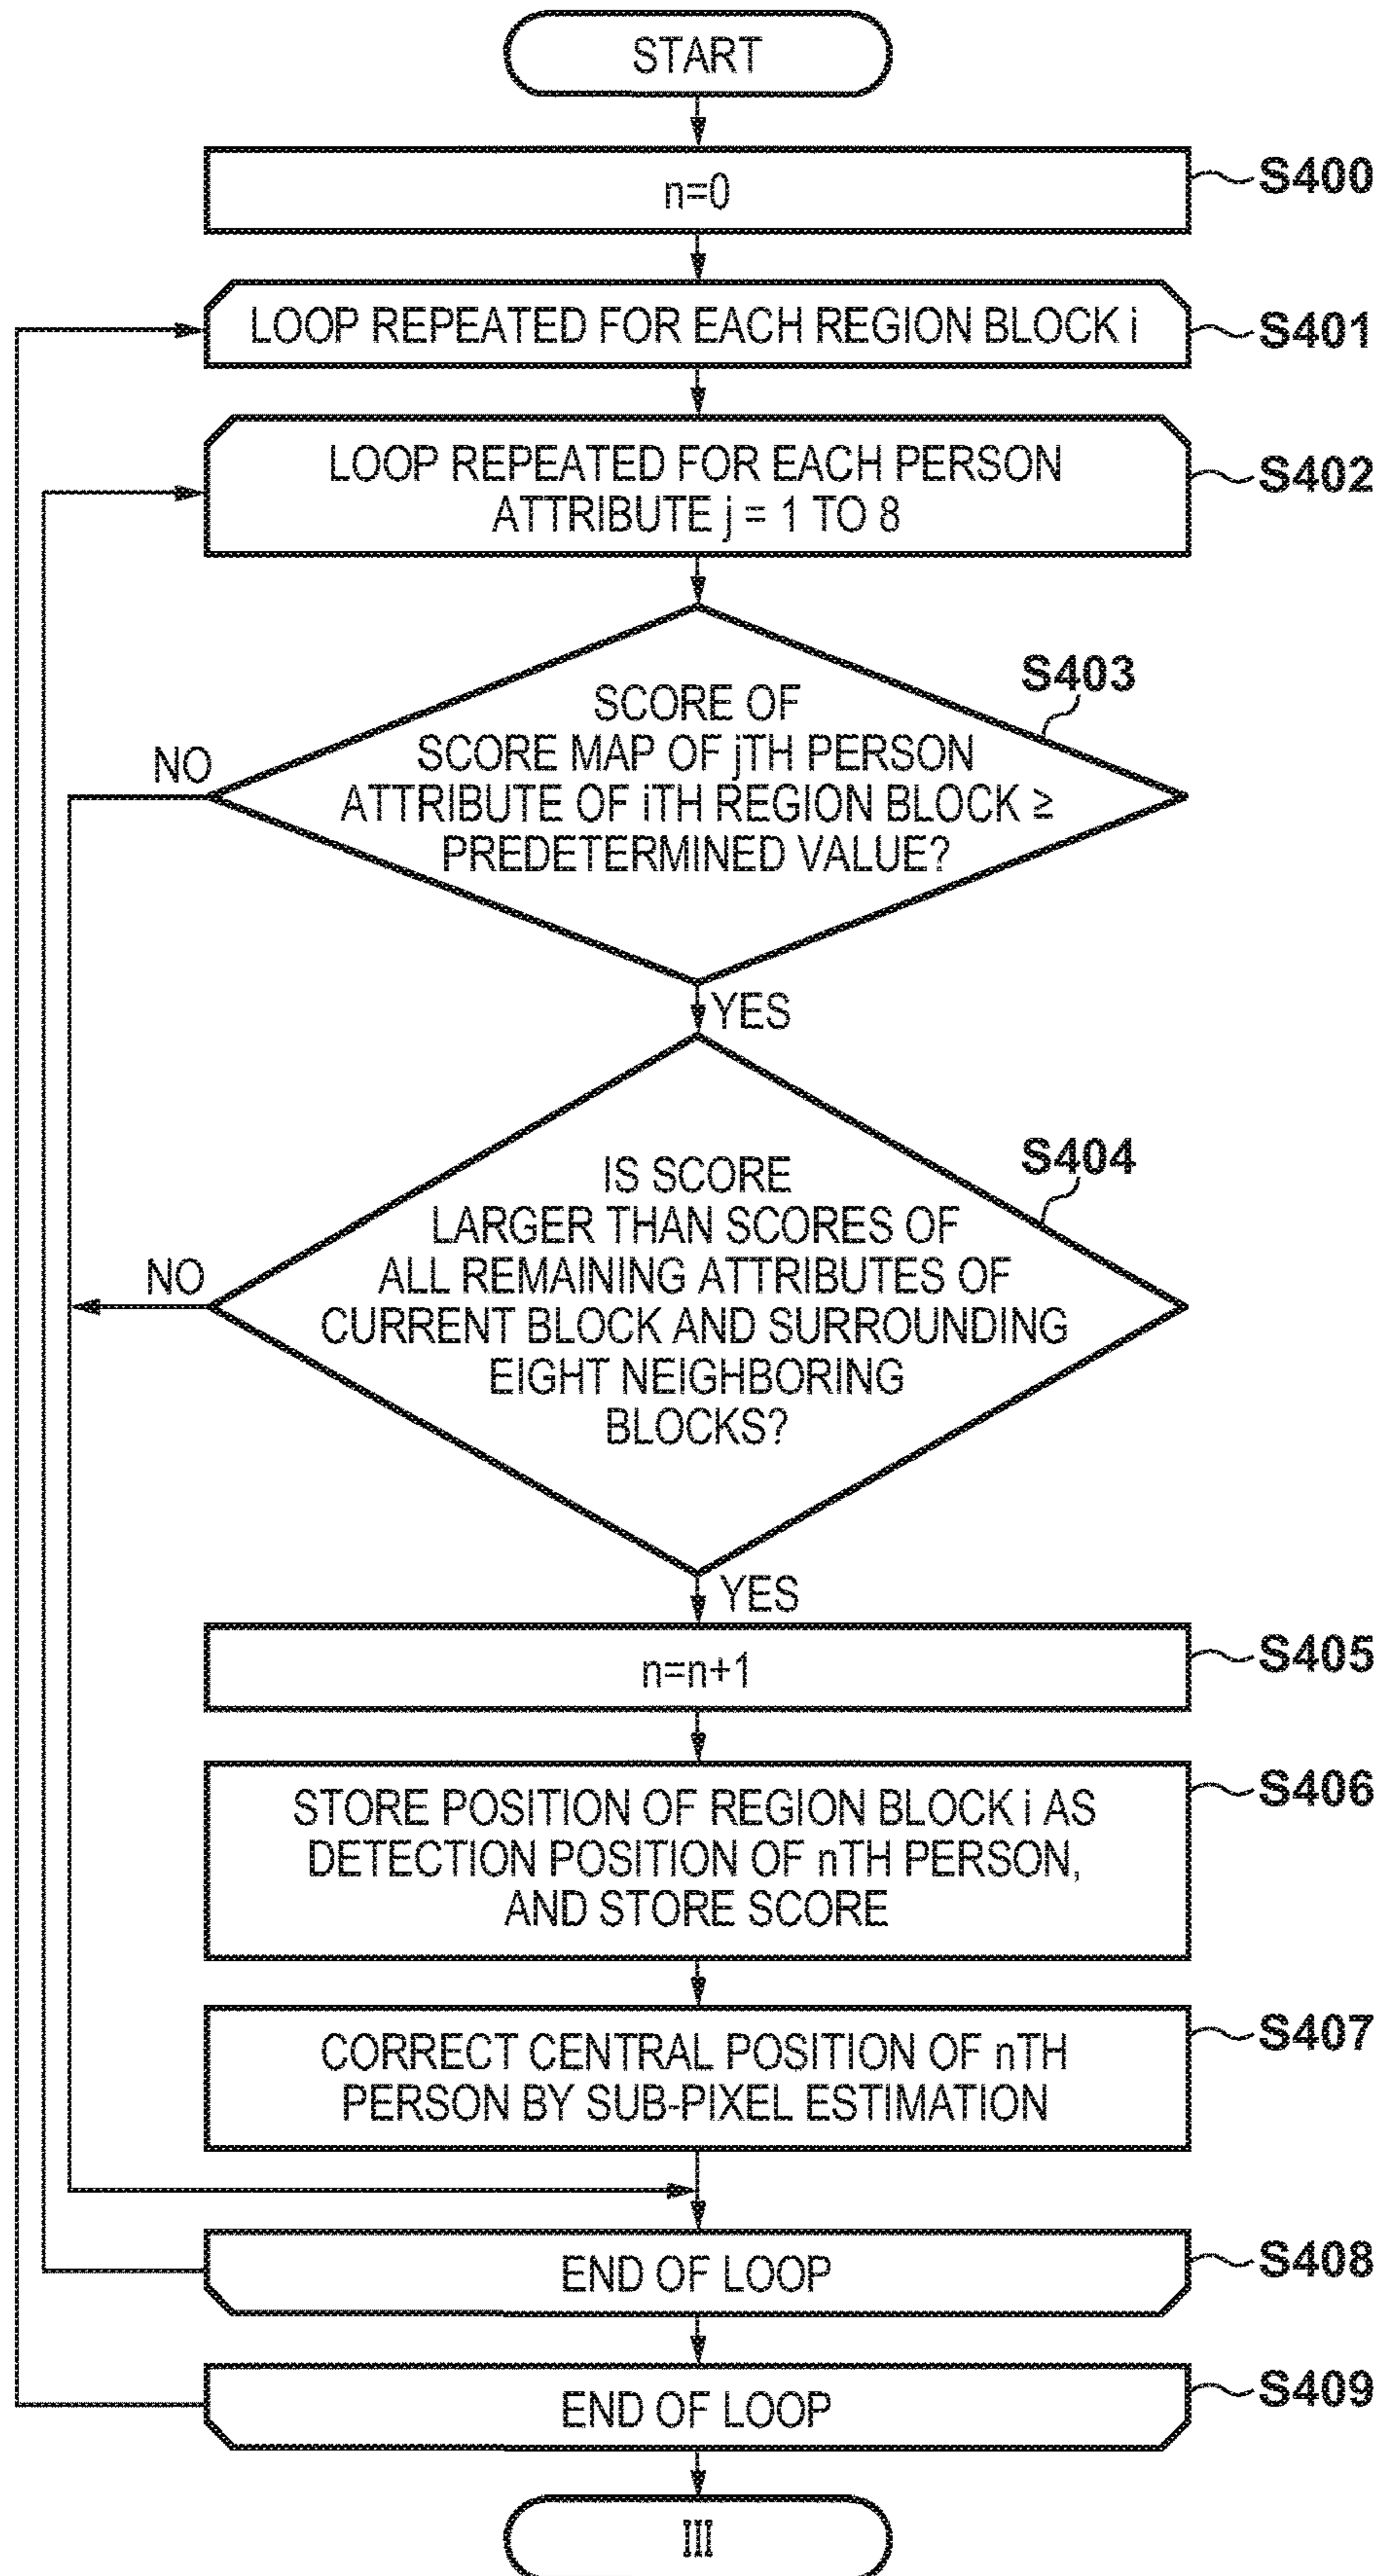 START
n=0
S400
LOOP REPEATED FOR EACH REGION BLOCK i
S401
LOOP REPEATED FOR EACH PERSON
ATTRIBUTE j = 1 TO 8
S402
S403
SCORE OF
SCORE MAP OF jTH PERSON
ATTRIBUTE OF iTH REGION BLOCK ≥
PREDETERMINED VALUE?
NO
YES
S404
IS SCORE
LARGER THAN SCORES OF
ALL REMAINING ATTRIBUTES OF
CURRENT BLOCK AND SURROUNDING
EIGHT NEIGHBORING
BLOCKS?
NO
YES
n=n+1
S405
STORE POSITION OF REGION BLOCK i AS
DETECTION POSITION OF nTH PERSON,
AND STORE SCORE
S406
CORRECT CENTRAL POSITION OF nTH
PERSON BY SUB-PIXEL ESTIMATION
S407
END OF LOOP
S408
END OF LOOP
S409
III